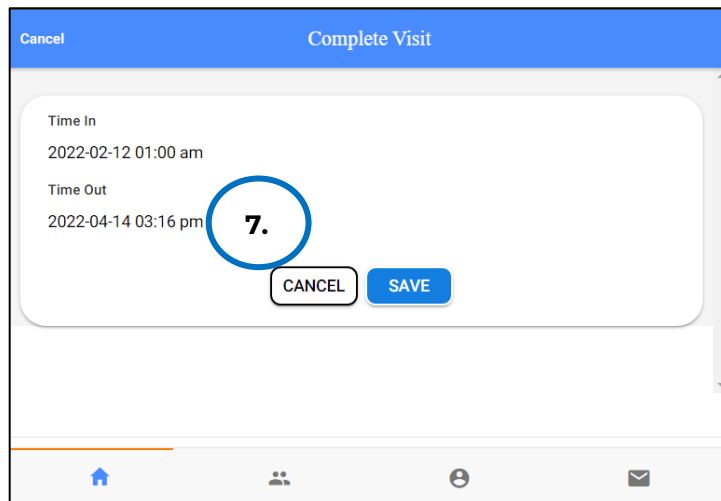 Cancel
Complete Visit
Time In
2022-02-12 01:00 am
Time Out
2022-04-14 03:16 pm
7.
CANCEL
SAVE